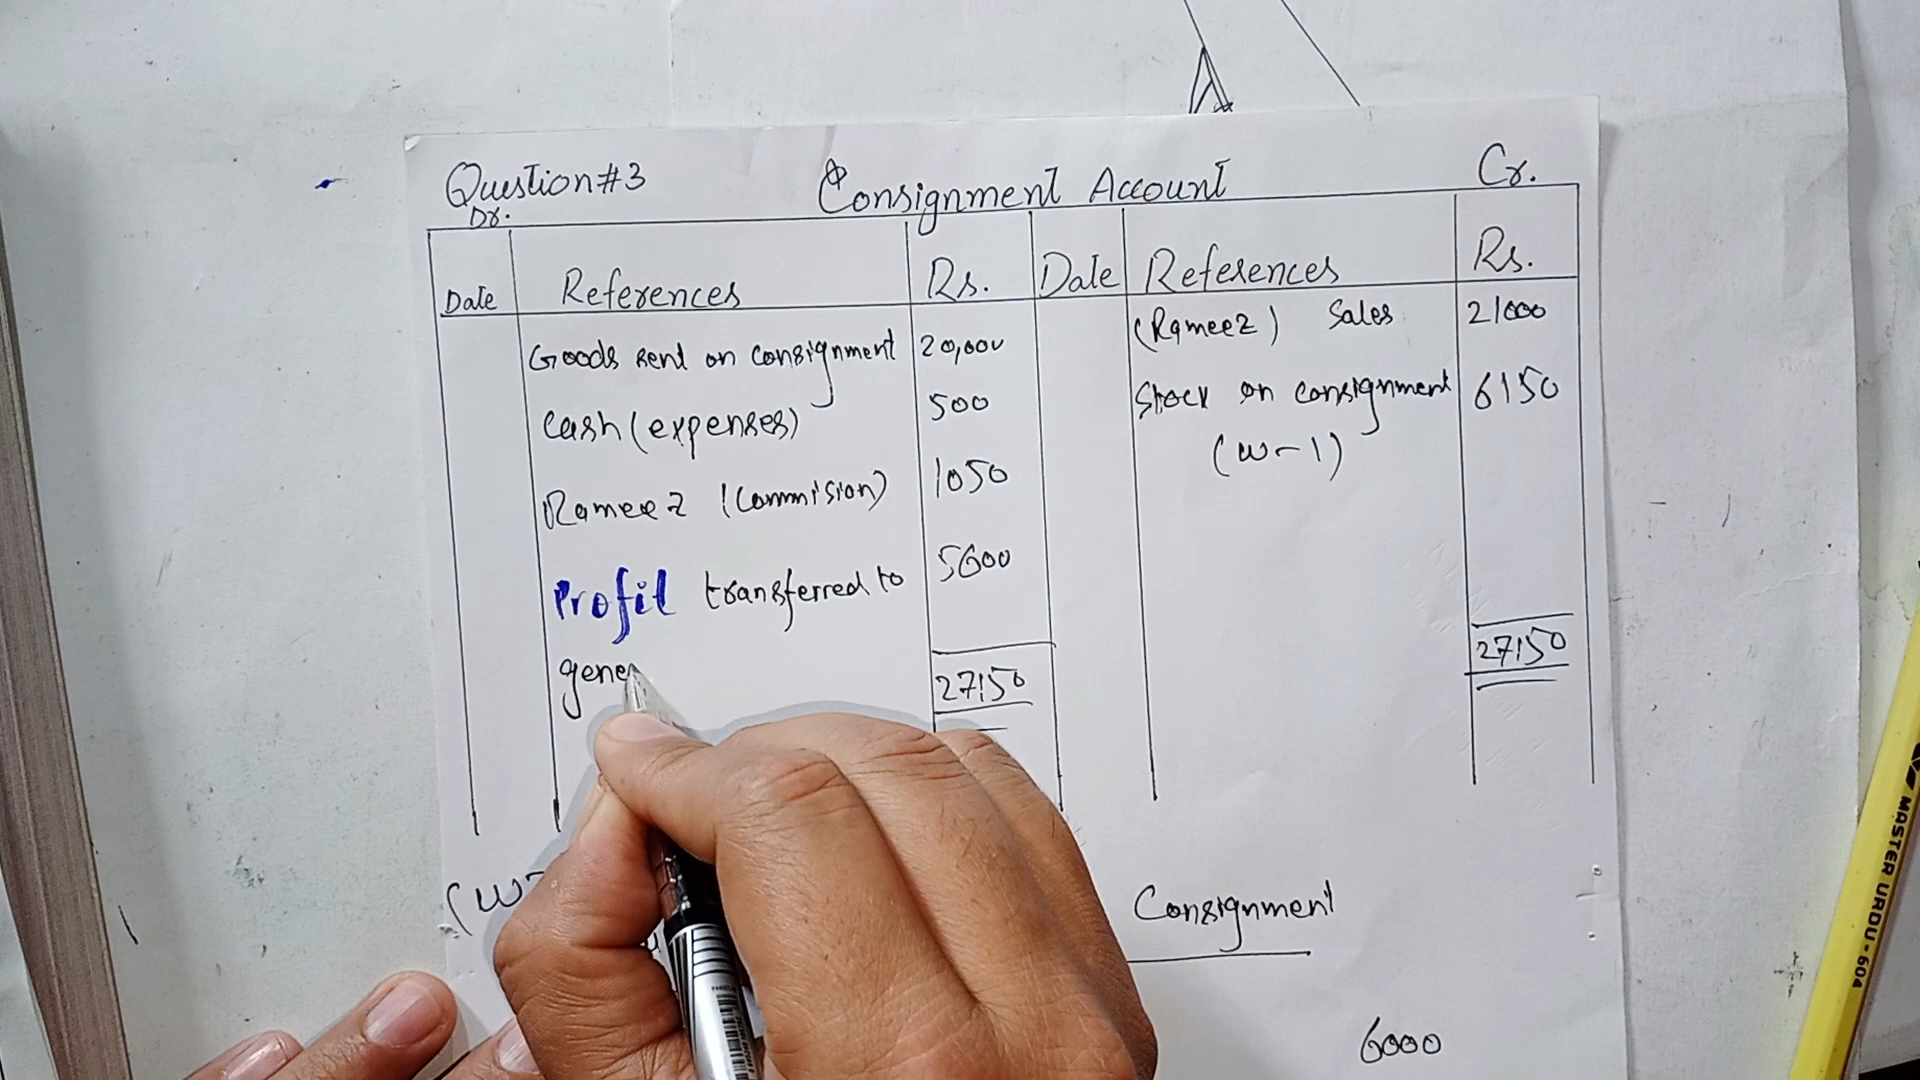 Question#3 Consignment Account Cr.
Dr.
Date References Rs. Date References Rs.
Goods sent on consignment 20,000 (Rameez) Sales 21000
Cash (expenses) 500 Stock on consignment 6150
(w-1)
Rameez (Commision) 1050
Profit transferred to 5600
gene 27150 27150
(w
Consignment
6000
MASTER URDU-604